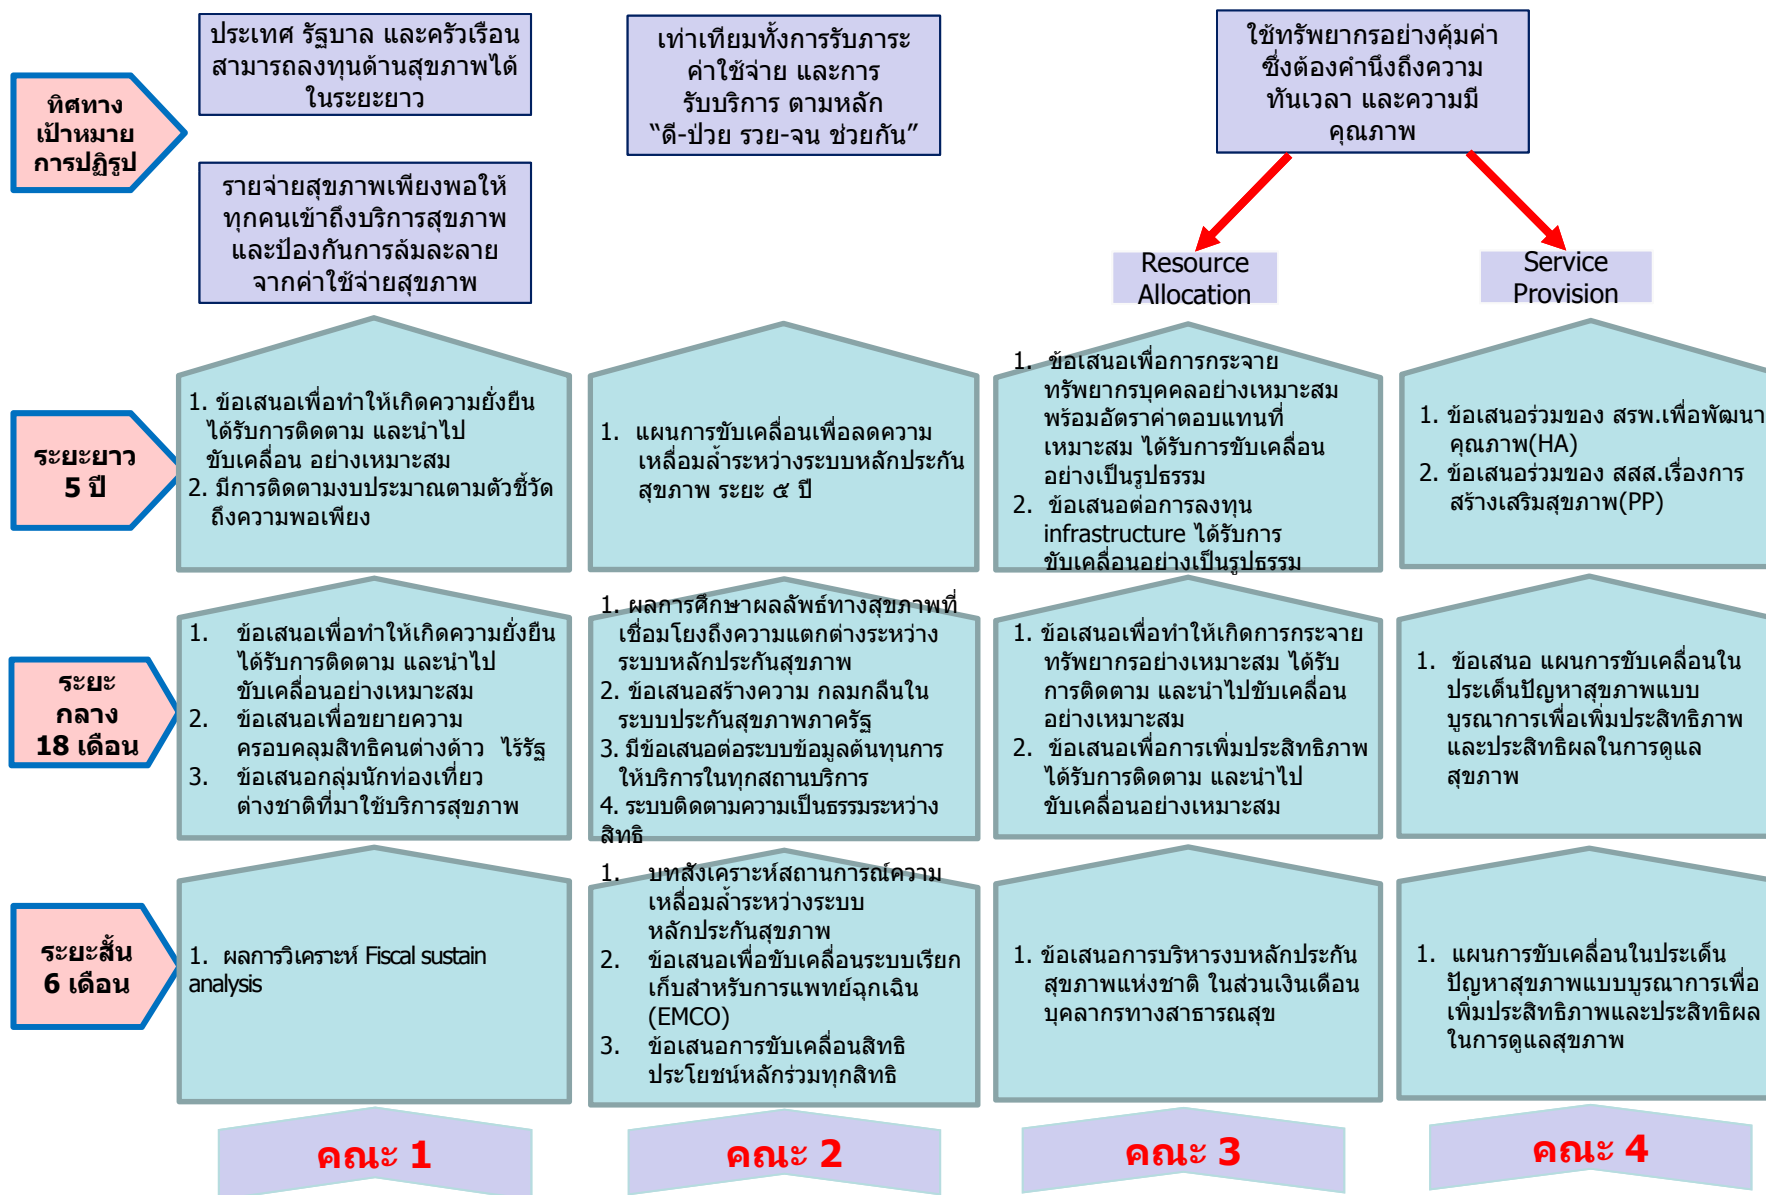 ทิศทาง
เป้าหมาย
การปฏิรูป
ประเทศ รัฐบาล และครัวเรือน
สามารถลงทุนด้านสุขภาพได้
ในระยะยาว
รายจ่ายสุขภาพเพียงพอให้
ทุกคนเข้าถึงบริการสุขภาพ
และป้องกันการล้มละลาย
จากค่าใช้จ่ายสุขภาพ
เท่าเทียมทั้งการรับภาระ
ค่าใช้จ่าย และการ
รับบริการ ตามหลัก
“ดี-ป่วย รวย-จน ช่วยกัน”
ใช้ทรัพยากรอย่างคุ้มค่า
ซึ่งต้องคำนึงถึงความ
ทันเวลา และความมี
คุณภาพ
Resource
Allocation
Service
Provision
ระยะยาว
5 ปี
1. ข้อเสนอเพื่อทำให้เกิดความยั่งยืน
ได้รับการติดตาม และนำไป
ขับเคลื่อน อย่างเหมาะสม
2. มีการติดตามงบประมาณตามตัวชี้วัด
ถึงความพอเพียง
1. แผนการขับเคลื่อนเพื่อลดความ
เหลื่อมล้ำระหว่างระบบหลักประกัน
สุขภาพ ระยะ ๕ ปี
1. ข้อเสนอเพื่อการกระจาย
ทรัพยากรบุคคลอย่างเหมาะสม
พร้อมอัตราค่าตอบแทนที่
เหมาะสม ได้รับการขับเคลื่อน
อย่างเป็นรูปธรรม
2. ข้อเสนอต่อการลงทุน
infrastructure ได้รับการ
ขับเคลื่อนอย่างเป็นรูปธรรม
1. ข้อเสนอร่วมของ สรพ.เพื่อพัฒนา
คุณภาพ(HA)
2. ข้อเสนอร่วมของ สสส.เรื่องการ
สร้างเสริมสุขภาพ(PP)
ระยะ
กลาง
18 เดือน
1. ข้อเสนอเพื่อทำให้เกิดความยั่งยืน
ได้รับการติดตาม และนำไป
ขับเคลื่อนอย่างเหมาะสม
2. ข้อเสนอเพื่อขยายความ
ครอบคลุมสิทธิคนต่างด้าว ไร้รัฐ
3. ข้อเสนอกลุ่มนักท่องเที่ยว
ต่างชาติที่มาใช้บริการสุขภาพ
1. ผลการศึกษาผลลัพธ์ทางสุขภาพที่
เชื่อมโยงถึงความแตกต่างระหว่าง
ระบบหลักประกันสุขภาพ
2. ข้อเสนอสร้างความ กลมกลืนใน
ระบบประกันสุขภาพภาครัฐ
3. มีข้อเสนอต่อระบบข้อมูลต้นทุนการ
ให้บริการในทุกสถานบริการ
4. ระบบติดตามความเป็นธรรมระหว่าง
สิทธิ
1. ข้อเสนอเพื่อทำให้เกิดการกระจาย
ทรัพยากรอย่างเหมาะสม ได้รับ
การติดตาม และนำไปขับเคลื่อน
อย่างเหมาะสม
2. ข้อเสนอเพื่อการเพิ่มประสิทธิภาพ
ได้รับการติดตาม และนำไป
ขับเคลื่อนอย่างเหมาะสม
1. ข้อเสนอ แผนการขับเคลื่อนใน
ประเด็นปัญหาสุขภาพแบบ
บูรณาการเพื่อเพิ่มประสิทธิภาพ
และประสิทธิผลในการดูแล
สุขภาพ
ระยะสั้น
6 เดือน
1. ผลการวิเคราะห์ Fiscal sustain
analysis
1. บทสังเคราะห์สถานการณ์ความ
เหลื่อมล้ำระหว่างระบบ
หลักประกันสุขภาพ
2. ข้อเสนอเพื่อขับเคลื่อนระบบเรียก
เก็บสำหรับการแพทย์ฉุกเฉิน
(EMCO)
3. ข้อเสนอการขับเคลื่อนสิทธิ
ประโยชน์หลักร่วมทุกสิทธิ
1. ข้อเสนอการบริหารงบหลักประกัน
สุขภาพแห่งชาติ ในส่วนเงินเดือน
บุคลากรทางสาธารณสุข
1. แผนการขับเคลื่อนในประเด็น
ปัญหาสุขภาพแบบบูรณาการเพื่อ
เพิ่มประสิทธิภาพและประสิทธิผล
ในการดูแลสุขภาพ
คณะ 1
คณะ 2
คณะ 3
คณะ 4